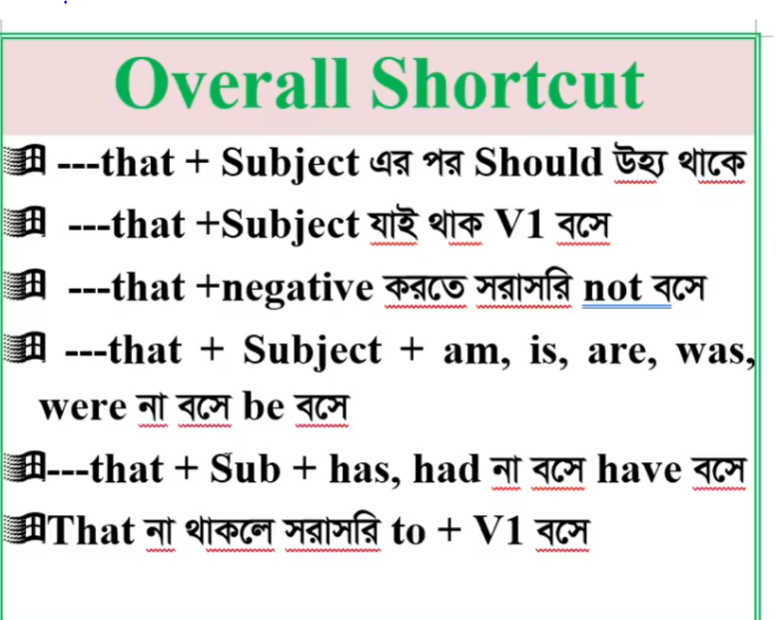 Overall Shortcut
---that + Subject এর পর Should উহ্য থাকে
---that +Subject যাই থাক V1 বসে
---that +negative করতে সরাসরি not বসে
---that + Subject + am, is, are, was,
were না বসে be বসে
---that + Sub + has, had না বসে have বসে
That না থাকলে সরাসরি to + V1 বসে